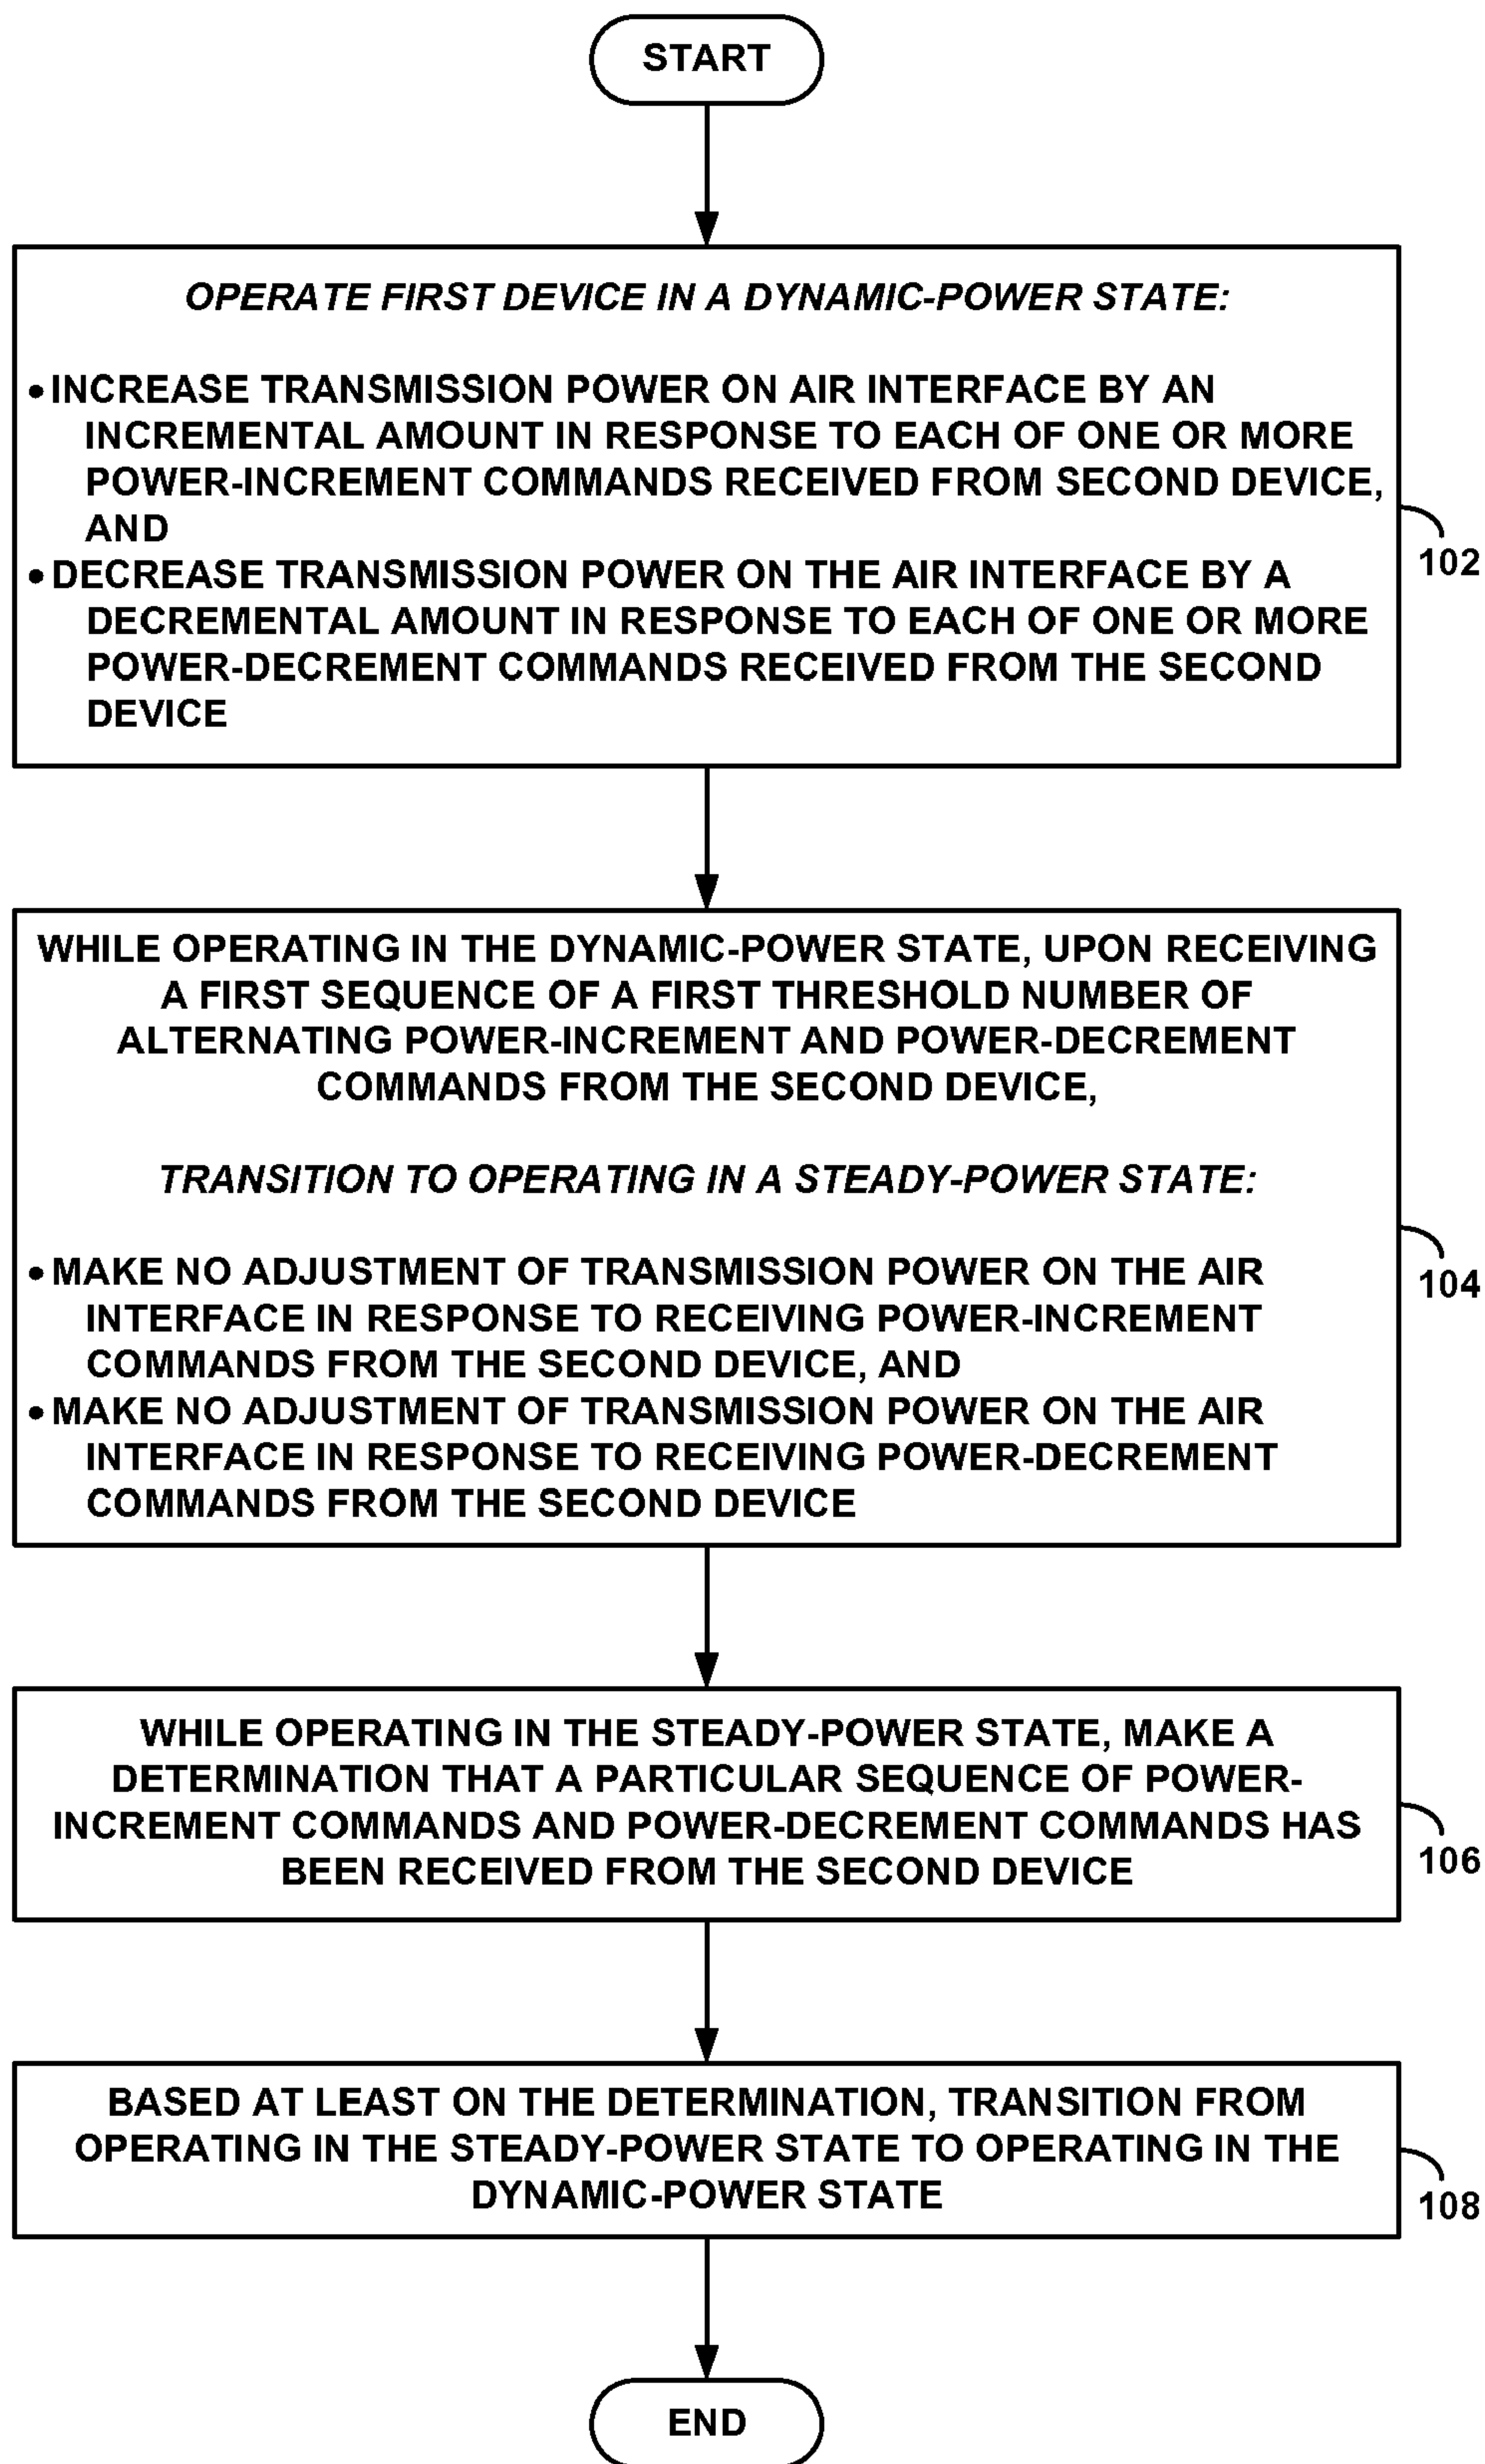 START
OPERATE FIRST DEVICE IN A DYNAMIC-POWER STATE:
• INCREASE TRANSMISSION POWER ON AIR INTERFACE BY AN
INCREMENTAL AMOUNT IN RESPONSE TO EACH OF ONE OR MORE
POWER-INCREMENT COMMANDS RECEIVED FROM SECOND DEVICE,
AND
• DECREASE TRANSMISSION POWER ON THE AIR INTERFACE BY A
DECREMENTAL AMOUNT IN RESPONSE TO EACH OF ONE OR MORE
POWER-DECREMENT COMMANDS RECEIVED FROM THE SECOND
DEVICE
102
WHILE OPERATING IN THE DYNAMIC-POWER STATE, UPON RECEIVING
A FIRST SEQUENCE OF A FIRST THRESHOLD NUMBER OF
ALTERNATING POWER-INCREMENT AND POWER-DECREMENT
COMMANDS FROM THE SECOND DEVICE,
TRANSITION TO OPERATING IN A STEADY-POWER STATE:
• MAKE NO ADJUSTMENT OF TRANSMISSION POWER ON THE AIR
INTERFACE IN RESPONSE TO RECEIVING POWER-INCREMENT
COMMANDS FROM THE SECOND DEVICE, AND
• MAKE NO ADJUSTMENT OF TRANSMISSION POWER ON THE AIR
INTERFACE IN RESPONSE TO RECEIVING POWER-DECREMENT
COMMANDS FROM THE SECOND DEVICE
104
WHILE OPERATING IN THE STEADY-POWER STATE, MAKE A
DETERMINATION THAT A PARTICULAR SEQUENCE OF POWER-
INCREMENT COMMANDS AND POWER-DECREMENT COMMANDS HAS
BEEN RECEIVED FROM THE SECOND DEVICE
106
BASED AT LEAST ON THE DETERMINATION, TRANSITION FROM
OPERATING IN THE STEADY-POWER STATE TO OPERATING IN THE
DYNAMIC-POWER STATE
108
END